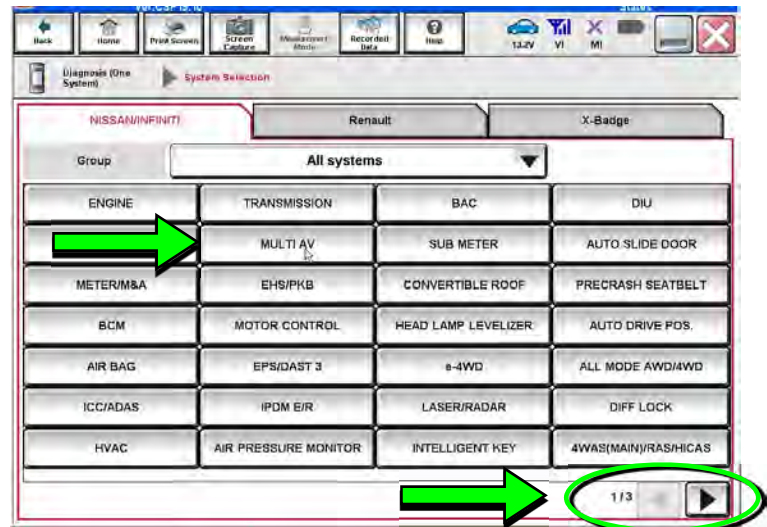 Back Home Print Screen Screen Capture Measurement Mode Recorded Data Help 13.2V VI MI
Diagnosis (One System) System Selection
NISSAN/INFINITI Renault X-Badge
Group All systems
ENGINE TRANSMISSION BAC DIU
MULTI AV SUB METER AUTO SLIDE DOOR
METER/M&A EHS/PKB CONVERTIBLE ROOF PRECRASH SEATBELT
BCM MOTOR CONTROL HEAD LAMP LEVELIZER AUTO DRIVE POS.
AIR BAG EPS/DAST 3 e-4WD ALL MODE AWD/4WD
ICC/ADAS IPDM E/R LASER/RADAR DIFF LOCK
HVAC AIR PRESSURE MONITOR INTELLIGENT KEY 4WAS(MAIN)/RAS/HICAS
1/3